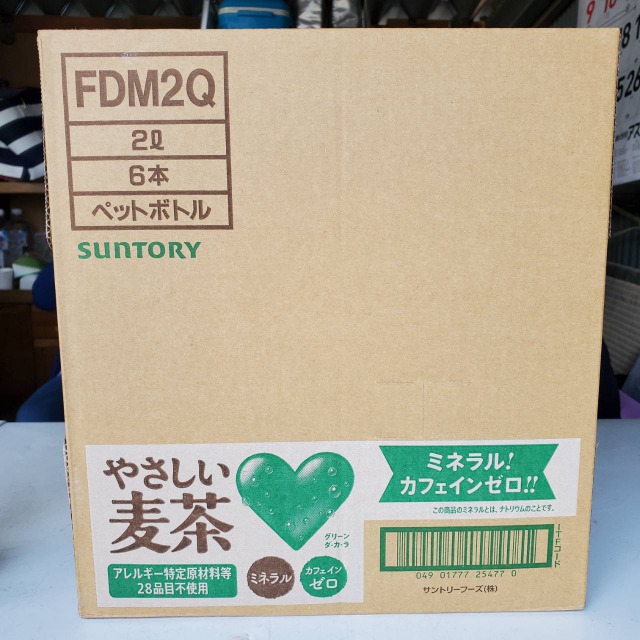 FDM2Q
2ℓ
6本
ペットボトル
SUNTORY
やさしい
麦茶
グリーン
ダ・カ・ラ
アレルギー特定原材料等
28品目不使用
ミネラル
カフェイン
ゼロ
ミネラル!
カフェインゼロ!!
この商品のミネラルとは、ナトリウムのことです。
ITFコード
049 01777 25477 0
サントリーフーズ(株)